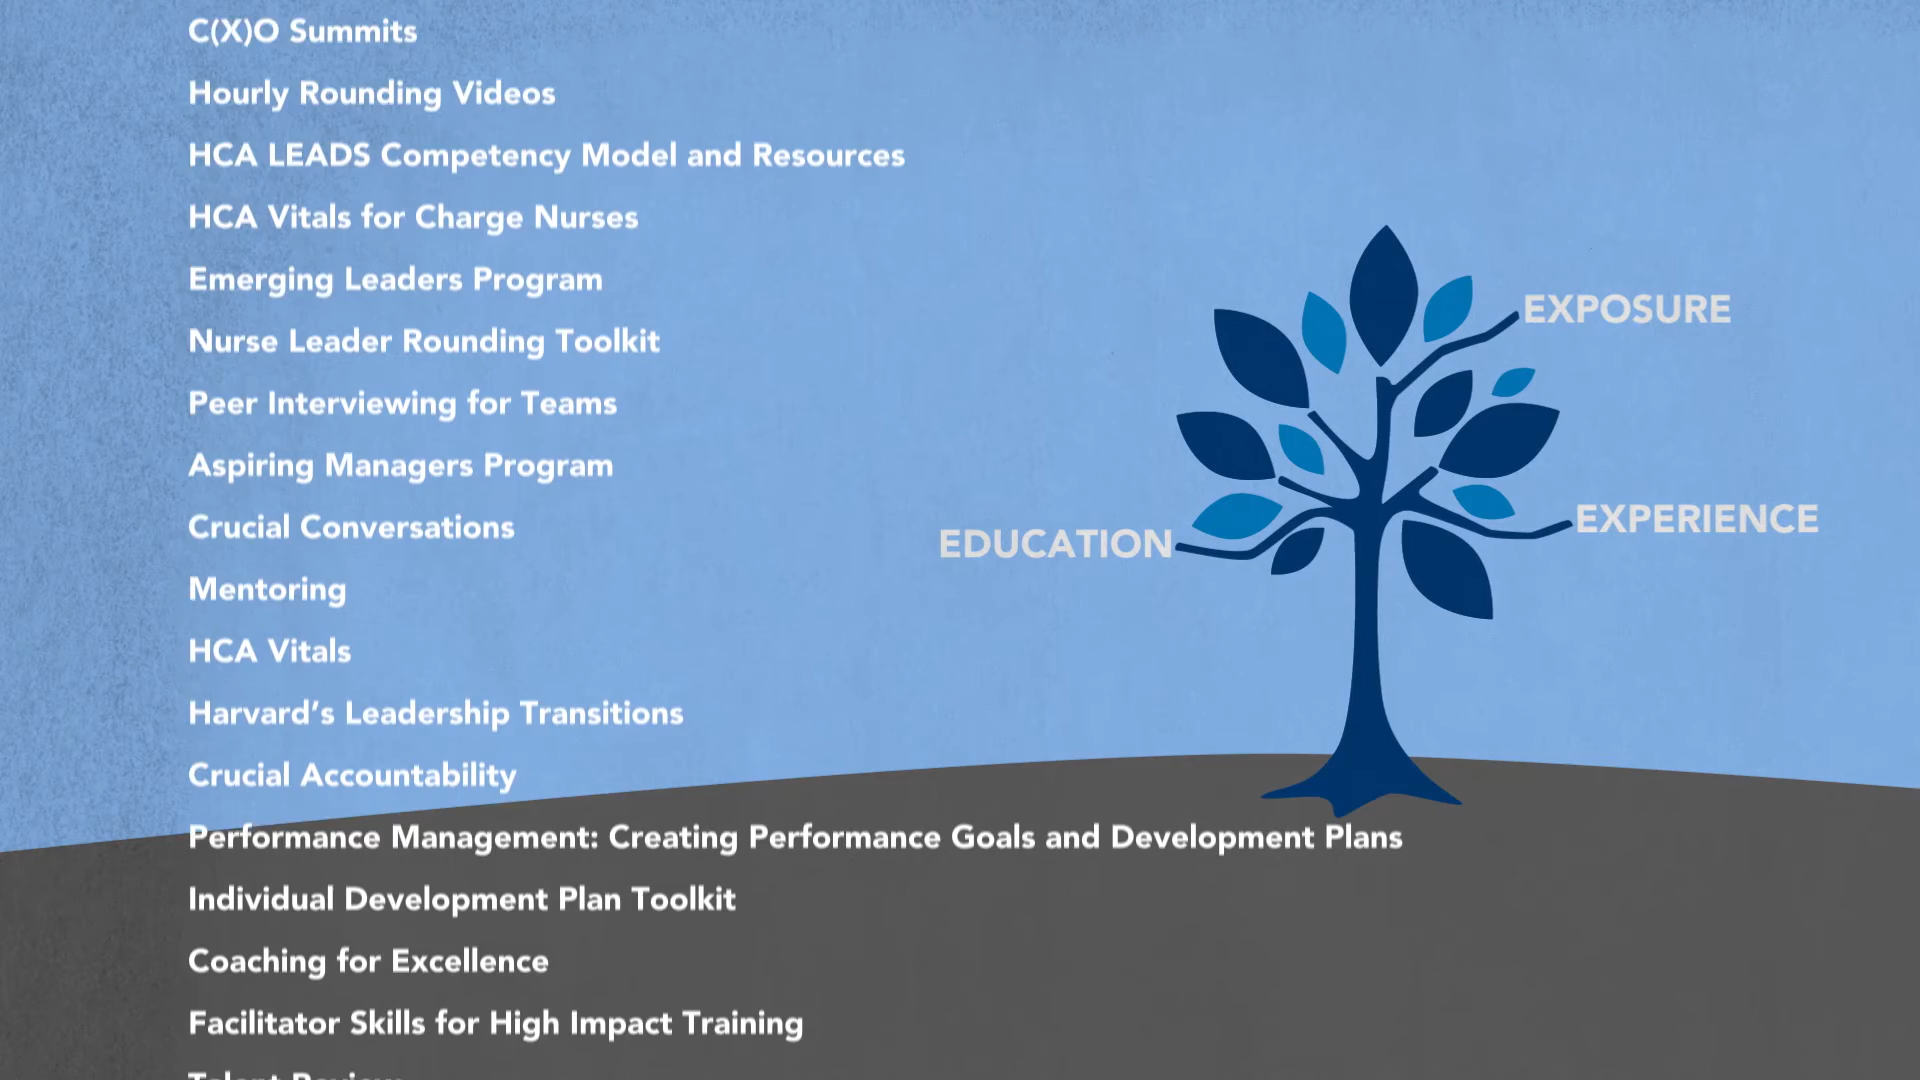 C(X)O Summits
Hourly Rounding Videos
HCA LEADS Competency Model and Resources
HCA Vitals for Charge Nurses
Emerging Leaders Program
Nurse Leader Rounding Toolkit
Peer Interviewing for Teams
Aspiring Managers Program
Crucial Conversations
Mentoring
HCA Vitals
Harvard’s Leadership Transitions
Crucial Accountability
Performance Management: Creating Performance Goals and Development Plans
Individual Development Plan Toolkit
Coaching for Excellence
Facilitator Skills for High Impact Training
Talent Review
EXPOSURE
EXPERIENCE
EDUCATION